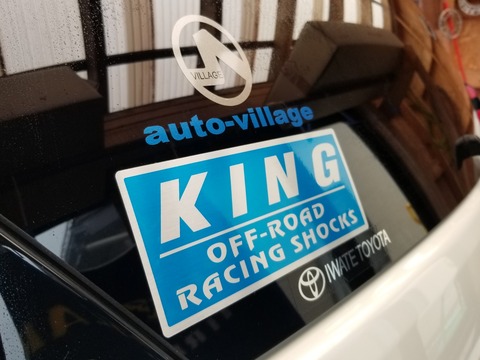 VILLAGE
auto-village
KING
OFF-ROAD
RACING SHOCKS
IWATE TOYOTA